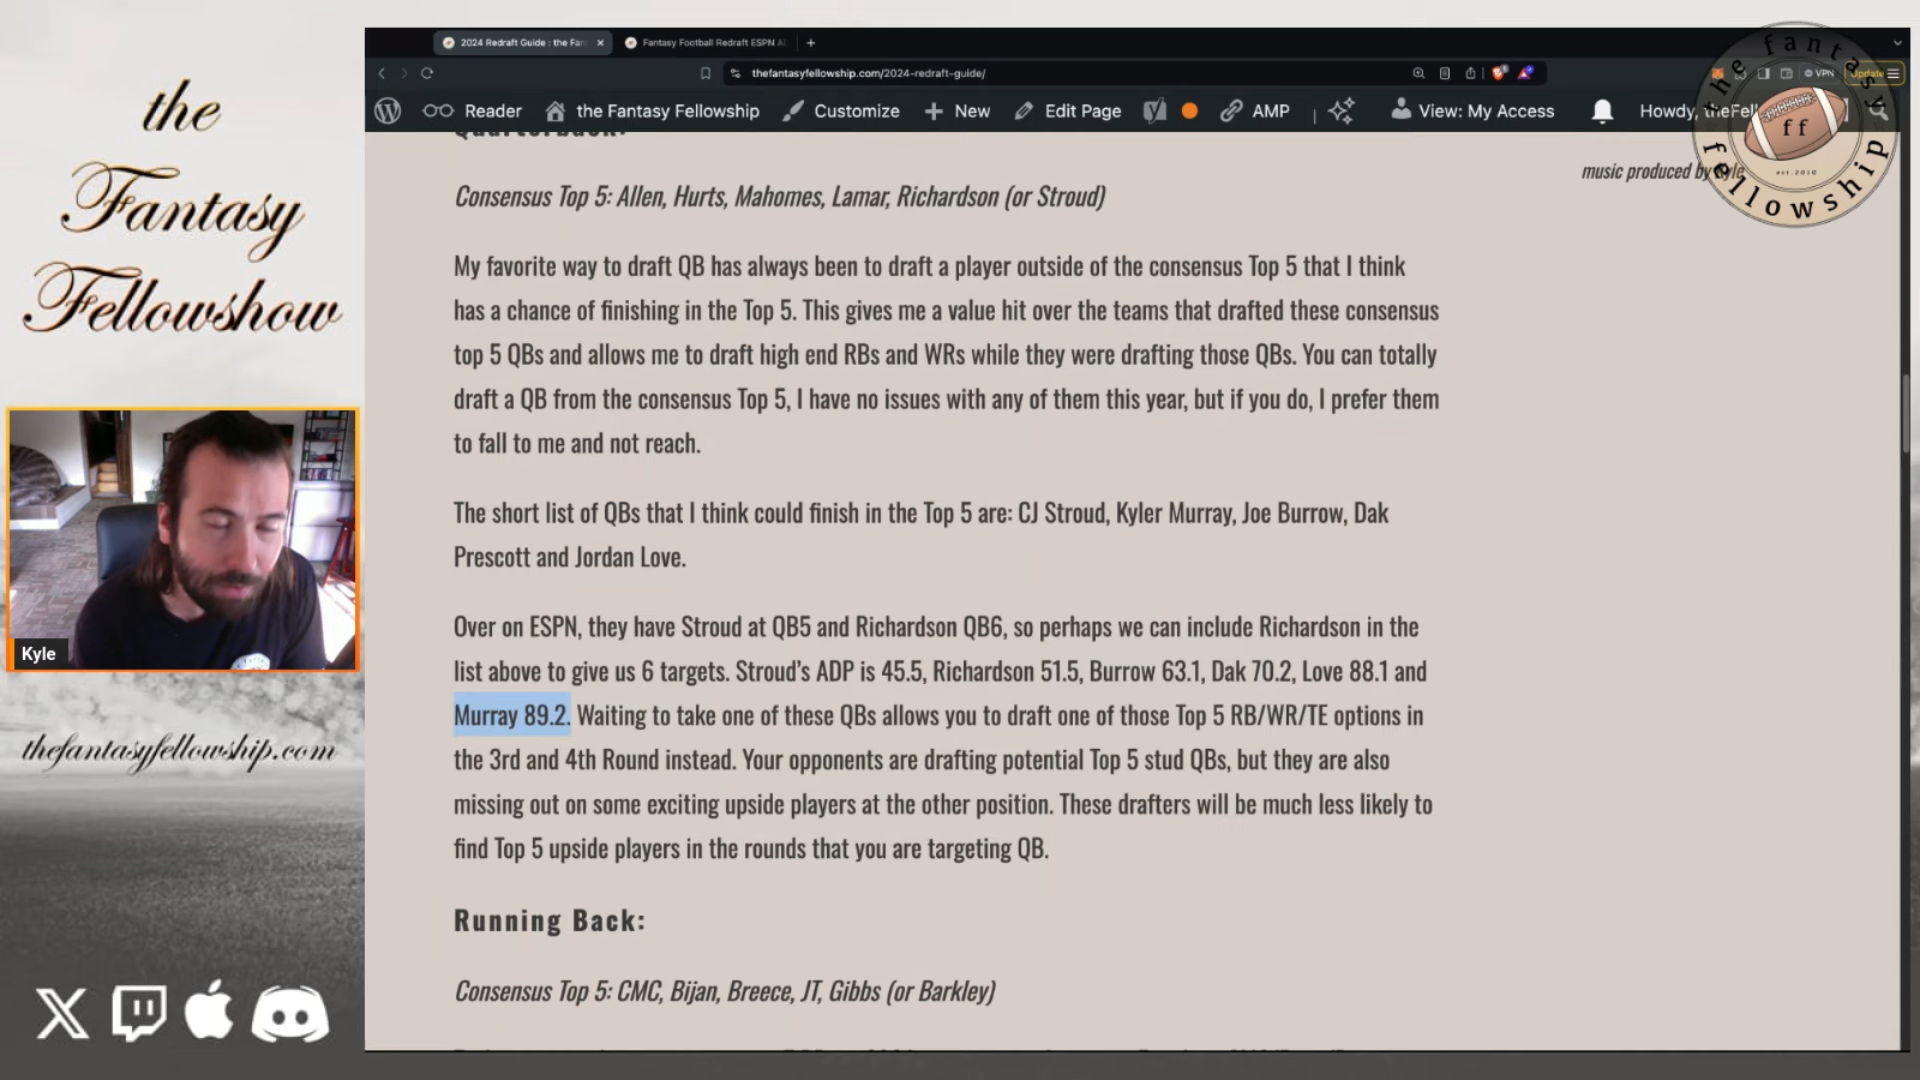 the
Fantasy
Fellowshow
Kyle
thefantasyfellowship.com
2024 Redraft Guide : the Fan
Fantasy Football Redraft ESPN A
thefantasyfellowship.com/2024-redraft-guide/
VPN
Update
Reader
the Fantasy Fellowship
Customize
New
Edit Page
AMP
View: My Access
Howdy, theFel
the fantasy fellowship
ff
est. 2010
music produced by Kyle
Quarterback:
Consensus Top 5: Allen, Hurts, Mahomes, Lamar, Richardson (or Stroud)
My favorite way to draft QB has always been to draft a player outside of the consensus Top 5 that I think
has a chance of finishing in the Top 5. This gives me a value hit over the teams that drafted these consensus
top 5 QBs and allows me to draft high end RBs and WRs while they were drafting those QBs. You can totally
draft a QB from the consensus Top 5, I have no issues with any of them this year, but if you do, I prefer them
to fall to me and not reach.
The short list of QBs that I think could finish in the Top 5 are: CJ Stroud, Kyler Murray, Joe Burrow, Dak
Prescott and Jordan Love.
Over on ESPN, they have Stroud at QB5 and Richardson QB6, so perhaps we can include Richardson in the
list above to give us 6 targets. Stroud’s ADP is 45.5, Richardson 51.5, Burrow 63.1, Dak 70.2, Love 88.1 and
Murray 89.2. Waiting to take one of these QBs allows you to draft one of those Top 5 RB/WR/TE options in
the 3rd and 4th Round instead. Your opponents are drafting potential Top 5 stud QBs, but they are also
missing out on some exciting upside players at the other position. These drafters will be much less likely to
find Top 5 upside players in the rounds that you are targeting QB.
Running Back:
Consensus Top 5: CMC, Bijan, Breece, JT, Gibbs (or Barkley)